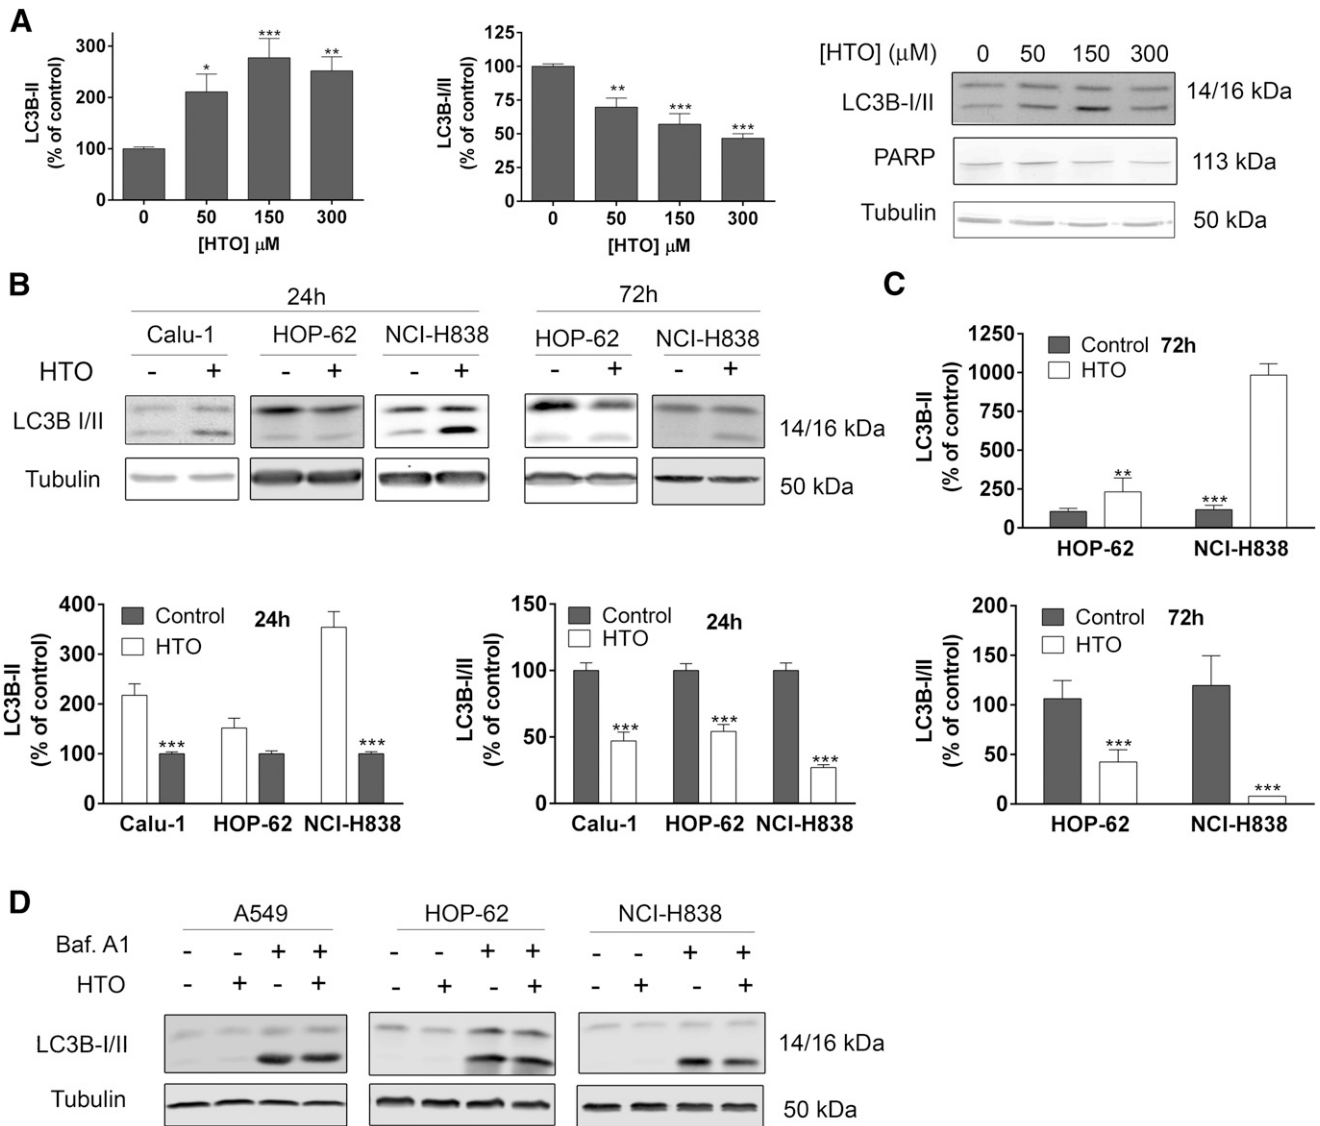 A
LC3B-II
(% of control)
300
200
100
0
*
***
**
0 50 150 300
[HTO] μM
LC3B-I/II
(% of control)
125
100
75
50
25
0
**
***
***
0 50 150 300
[HTO] μM
[HTO] (μM) 0 50 150 300
LC3B-I/II 14/16 kDa
PARP 113 kDa
Tubulin 50 kDa
B
24h 72h
Calu-1 HOP-62 NCI-H838 HOP-62 NCI-H838
HTO - + - + - + - + - +
LC3B I/II 14/16 kDa
Tubulin 50 kDa
LC3B-II
(% of control)
400
300
200
100
0
Control 24h
HTO
***
***
Calu-1 HOP-62 NCI-H838
LC3B-I/II
(% of control)
150
100
50
0
Control 24h
HTO
***
***
***
Calu-1 HOP-62 NCI-H838
C
LC3B-II
(% of control)
1250
1000
750
500
250
0
Control 72h
HTO
**
***
HOP-62 NCI-H838
LC3B-I/II
(% of control)
200
150
100
50
0
Control 72h
HTO
***
***
HOP-62 NCI-H838
D
A549 HOP-62 NCI-H838
Baf. A1 - - + + - - + + - - + +
HTO - + - + - + - + - + - +
LC3B-I/II 14/16 kDa
Tubulin 50 kDa